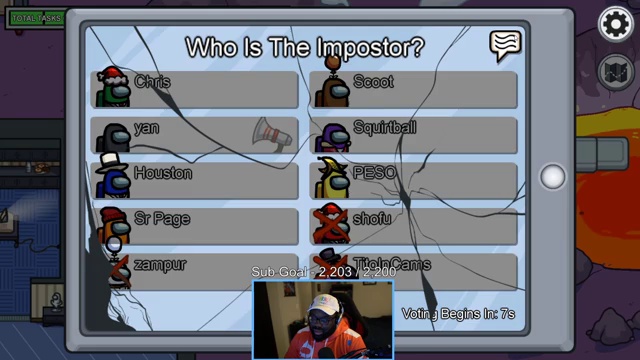 TOTAL TASKS
Who Is The Impostor?
Chris
Scoot
yan
Squirtball
Houston
PESO
Sr Page
shofu
zampur
TitoInCams
Sub-Goal - 2,203 / 2,200
Voting Begins In: 7s